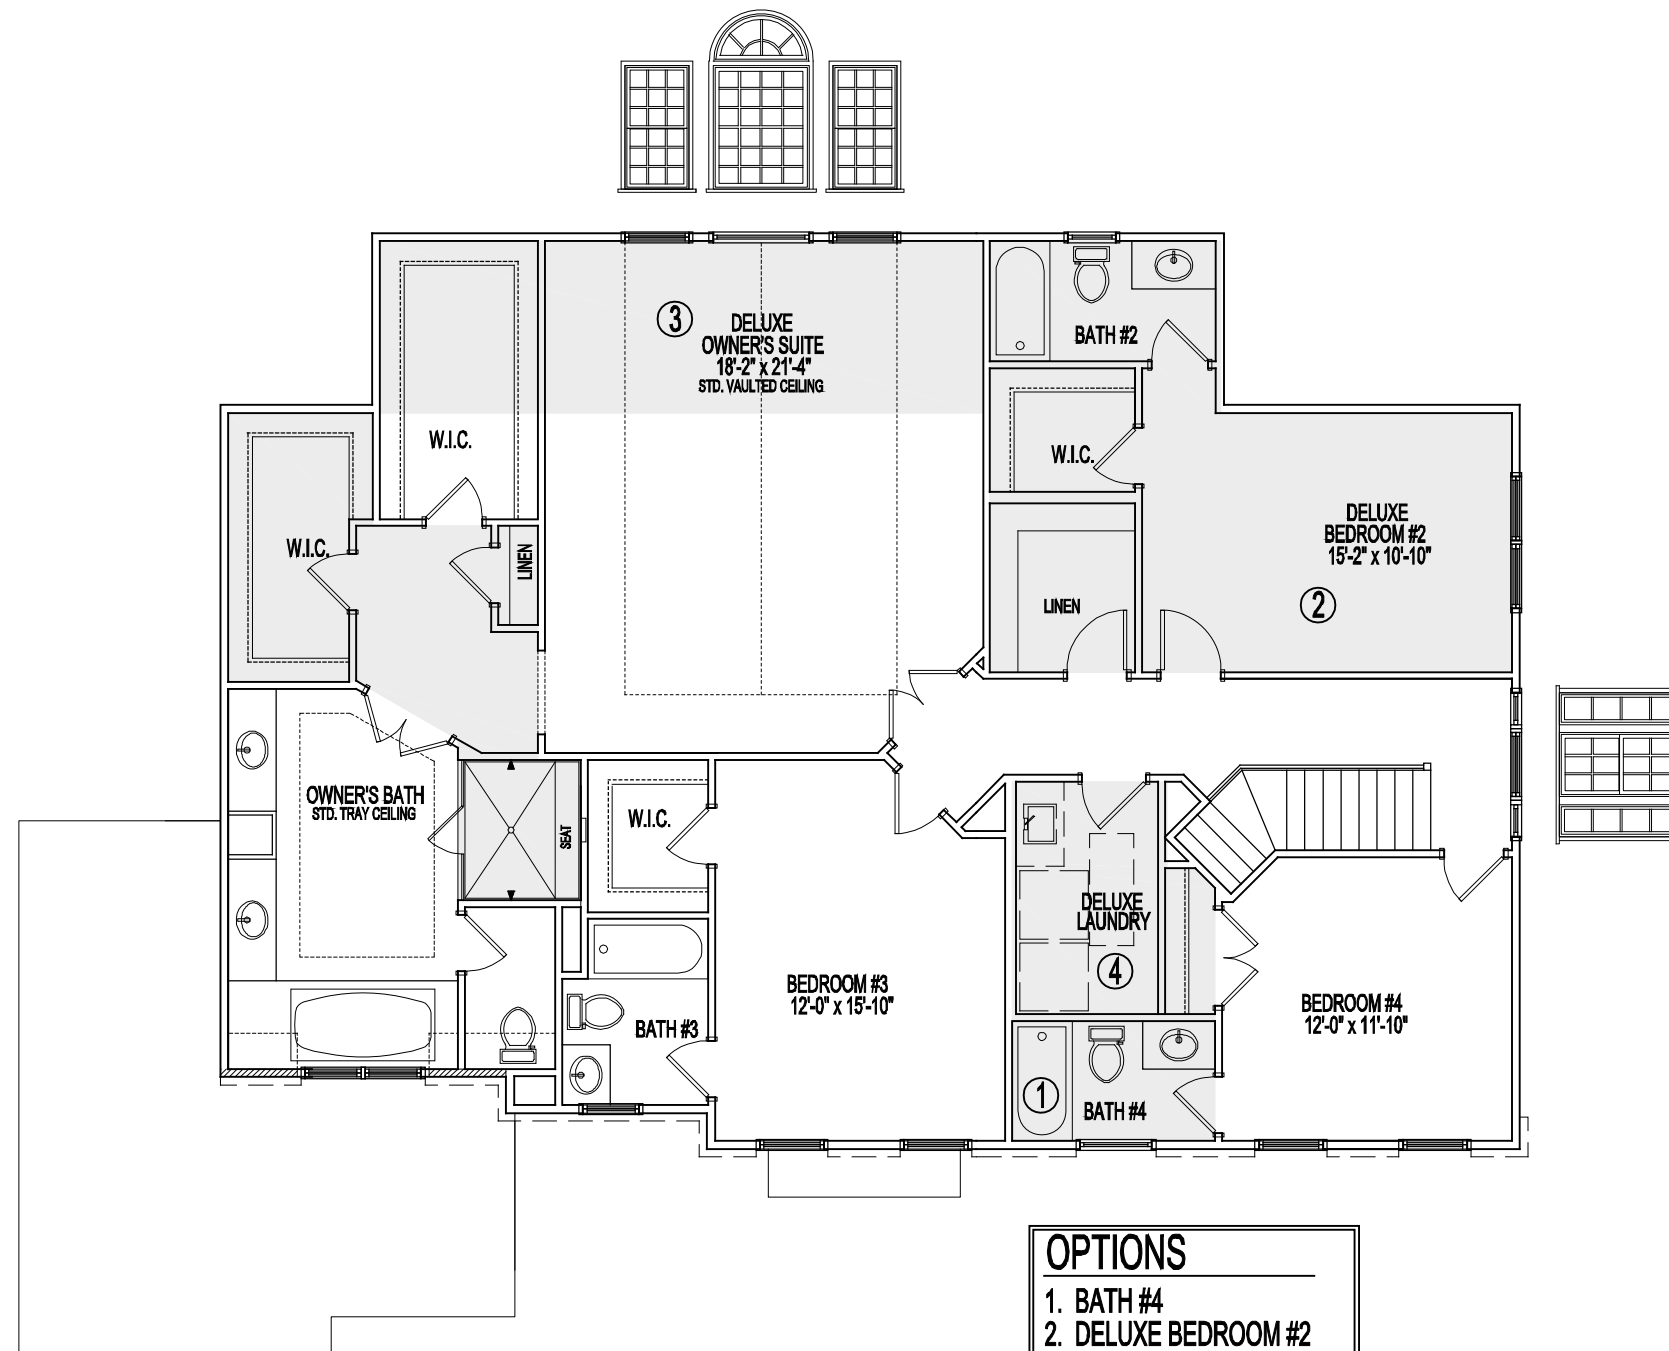 3
DELUXE
OWNER'S SUITE
18'-2" x 21'-4"
STD. VAULTED CEILING
BATH #2
W.I.C.
W.I.C.
DELUXE
BEDROOM #2
15'-2" x 10'-10"
W.I.C.
LINEN
LINEN
2
OWNER'S BATH
STD. TRAY CEILING
SEAT
W.I.C.
DELUXE
LAUNDRY
4
BEDROOM #3
12'-0" x 15'-10"
BEDROOM #4
12'-0" x 11'-10"
BATH #3
1
BATH #4
OPTIONS
1. BATH #4
2. DELUXE BEDROOM #2